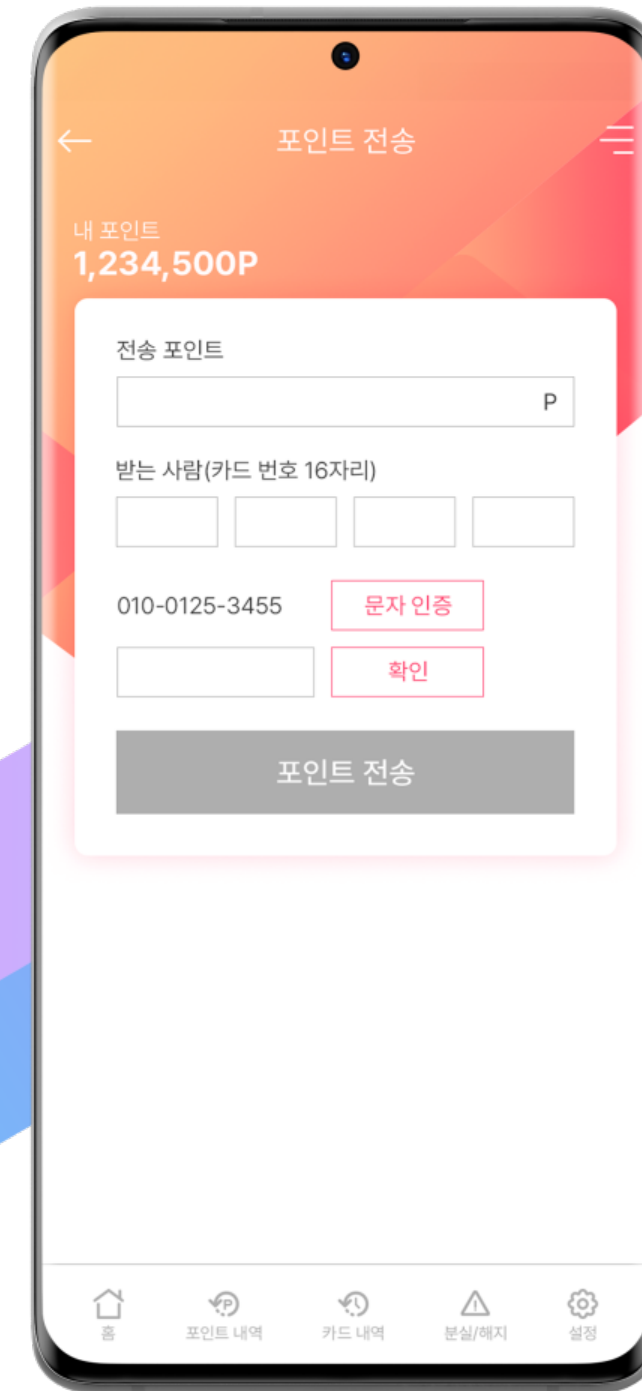 포인트 전송
내 포인트
1,234,500P
전송 포인트
P
받는 사람(카드 번호 16자리)
010-0125-3455 문자 인증
확인
포인트 전송
홈 포인트 내역 카드 내역 분실/해지 설정